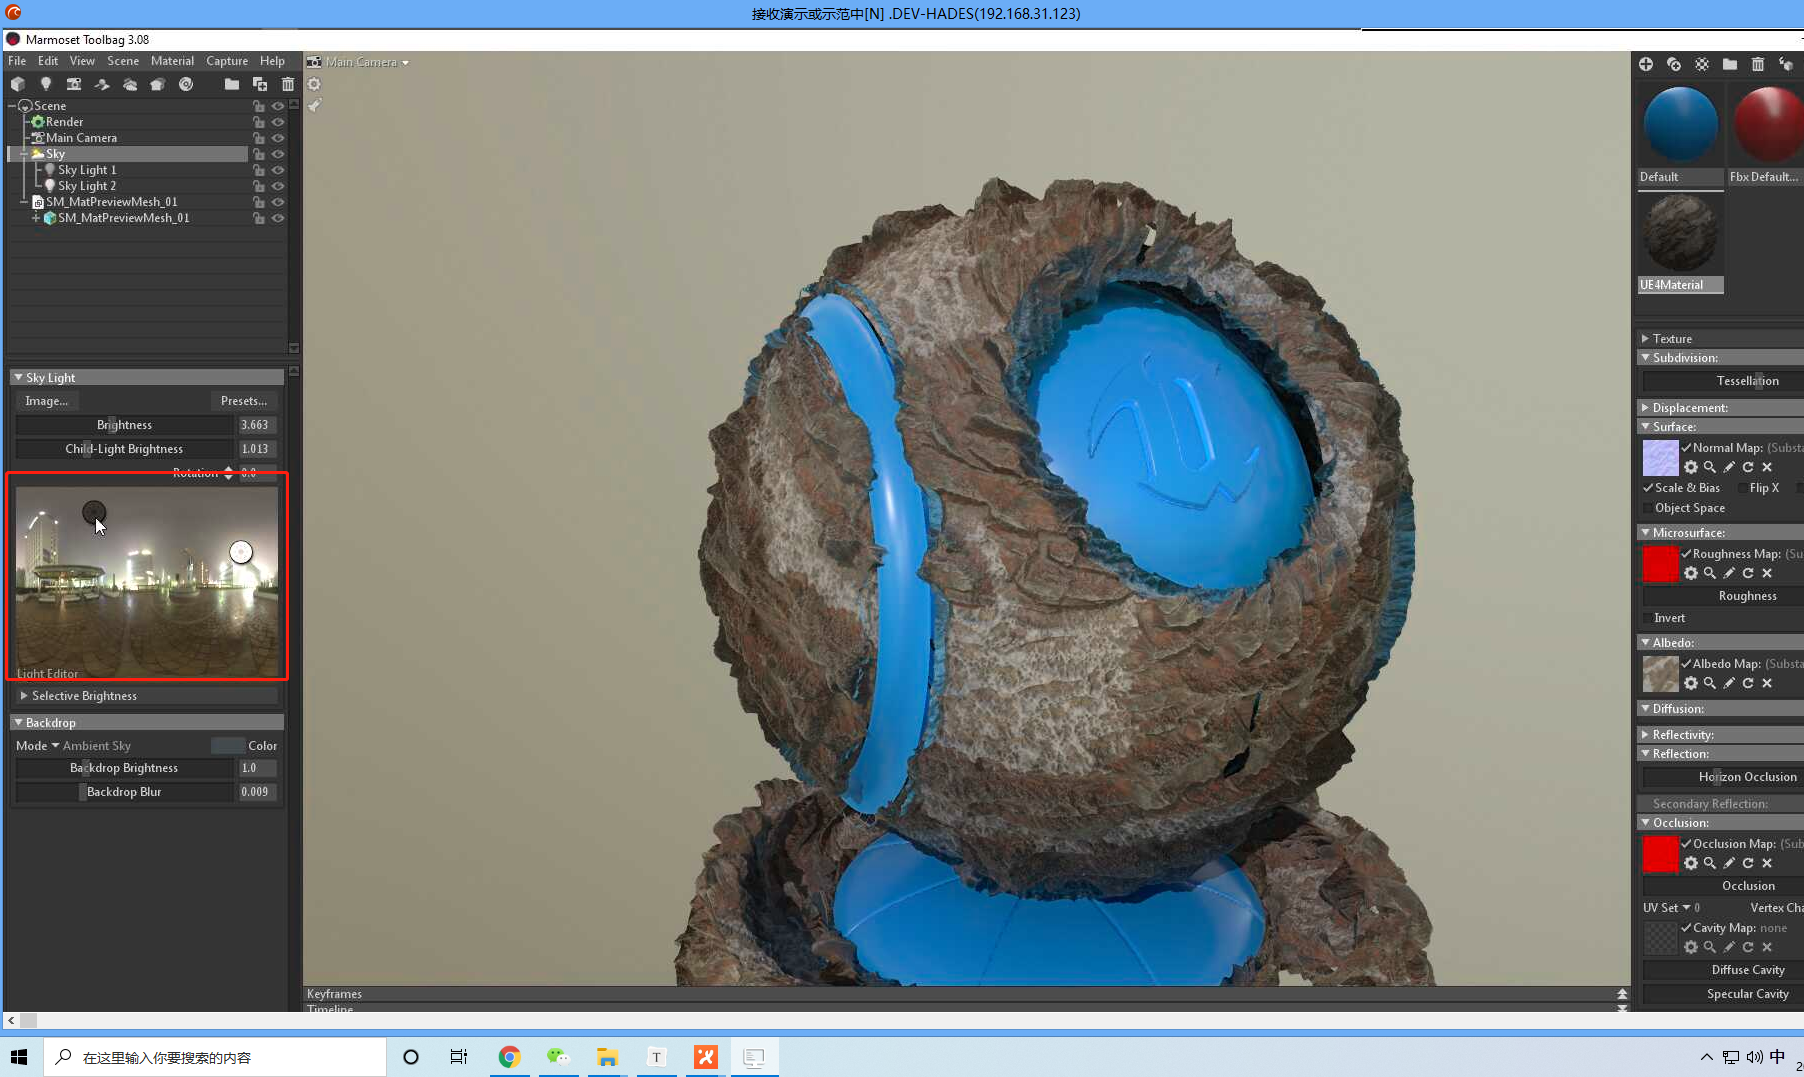 接收演示或示范中[N] .DEV-HADES(192.168.31.123)
Marmoset Toolbag 3.08
File Edit View Scene Material Capture Help
Main Camera
Scene
Render
Main Camera
Sky
Sky Light 1
Sky Light 2
SM_MatPreviewMesh_01
SM_MatPreviewMesh_01
Sky Light
Image... Presets...
Brightness 3.663
Child-Light Brightness 1.013
Rotation 0.0
Light Editor
Selective Brightness
Backdrop
Mode Ambient Sky Color
Backdrop Brightness 1.0
Backdrop Blur 0.009
Keyframes
Timeline
Default Fbx Default...
UE4Material
Texture
Subdivision:
Tessellation
Displacement:
Surface:
Normal Map: (Substa
Scale & Bias Flip X
Object Space
Microsurface:
Roughness Map: (Su
Roughness
Invert
Albedo:
Albedo Map: (Substa
Diffusion:
Reflectivity:
Reflection:
Horizon Occlusion
Secondary Reflection:
Occlusion:
Occlusion Map: (Sub
Occlusion
UV Set 0 Vertex Cha
Cavity Map: none
Diffuse Cavity
Specular Cavity
在这里输入你要搜索的内容
T
中
2